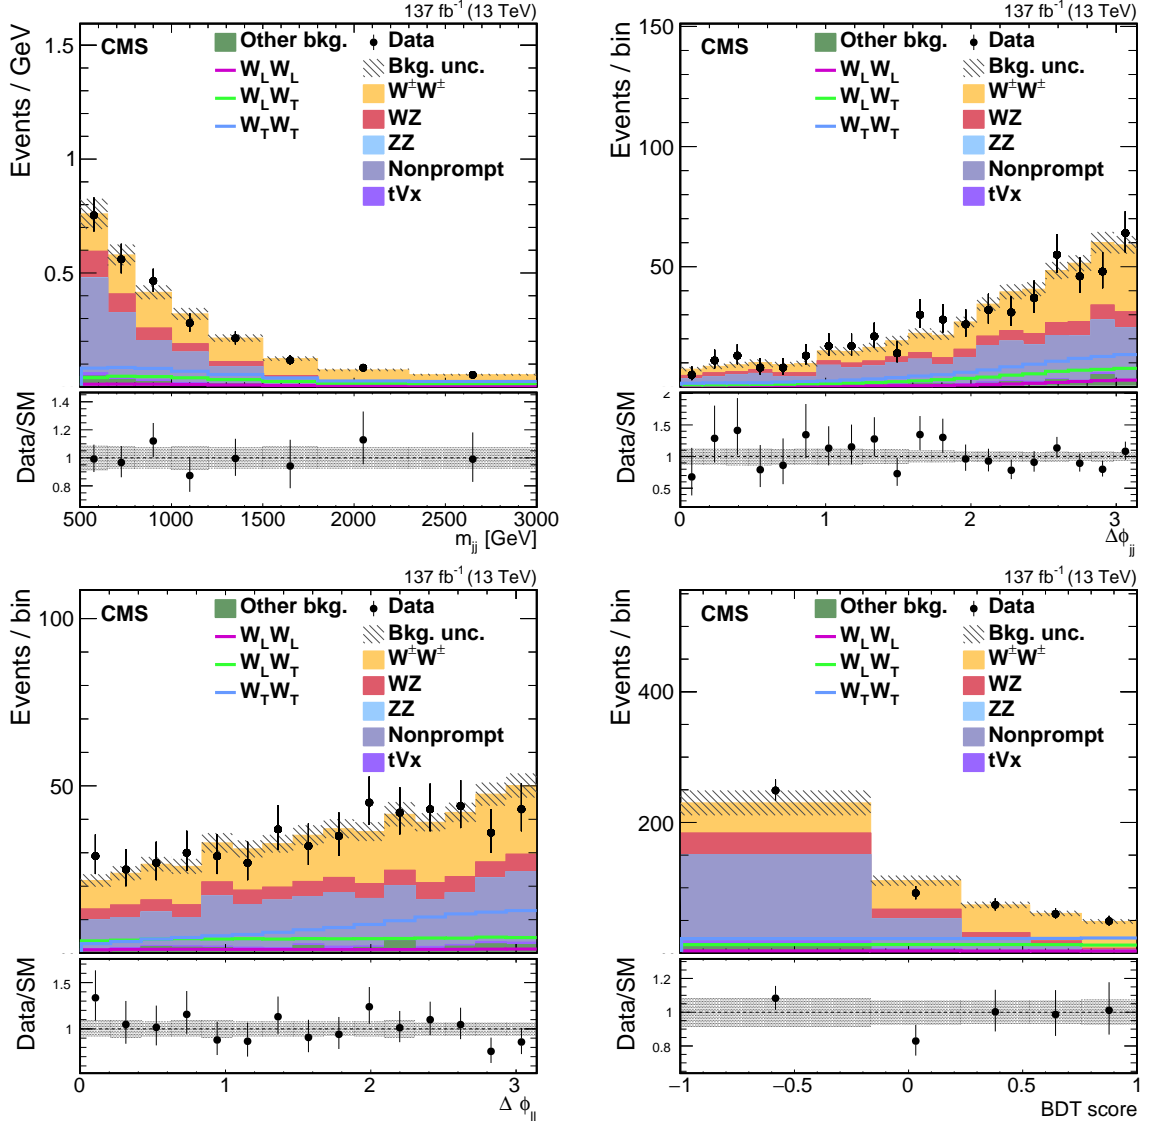 137 fb⁻¹ (13 TeV)
CMS
Other bkg.
W_L W_L
W_L W_T
W_T W_T
Data
Bkg. unc.
W^± W^±
WZ
ZZ
Nonprompt
tVx
Events / GeV
1.5
1
0.5
Data/SM
1.4
1.2
1.0
0.8
500 1000 1500 2000 2500 3000
m_jj [GeV]
137 fb⁻¹ (13 TeV)
CMS
Other bkg.
W_L W_L
W_L W_T
W_T W_T
Data
Bkg. unc.
W^± W^±
WZ
ZZ
Nonprompt
tVx
Events / bin
150
100
50
Data/SM
2
1.5
1
0.5
0 1 2 3
Δϕ_jj
137 fb⁻¹ (13 TeV)
CMS
Other bkg.
W_L W_L
W_L W_T
W_T W_T
Data
Bkg. unc.
W^± W^±
WZ
ZZ
Nonprompt
tVx
Events / bin
100
50
Data/SM
1.5
1
0 1 2 3
Δ ϕ_ll
137 fb⁻¹ (13 TeV)
CMS
Other bkg.
W_L W_L
W_L W_T
W_T W_T
Data
Bkg. unc.
W^± W^±
WZ
ZZ
Nonprompt
tVx
Events / bin
400
200
Data/SM
1.2
1.0
0.8
−1 −0.5 0 0.5 1
BDT score